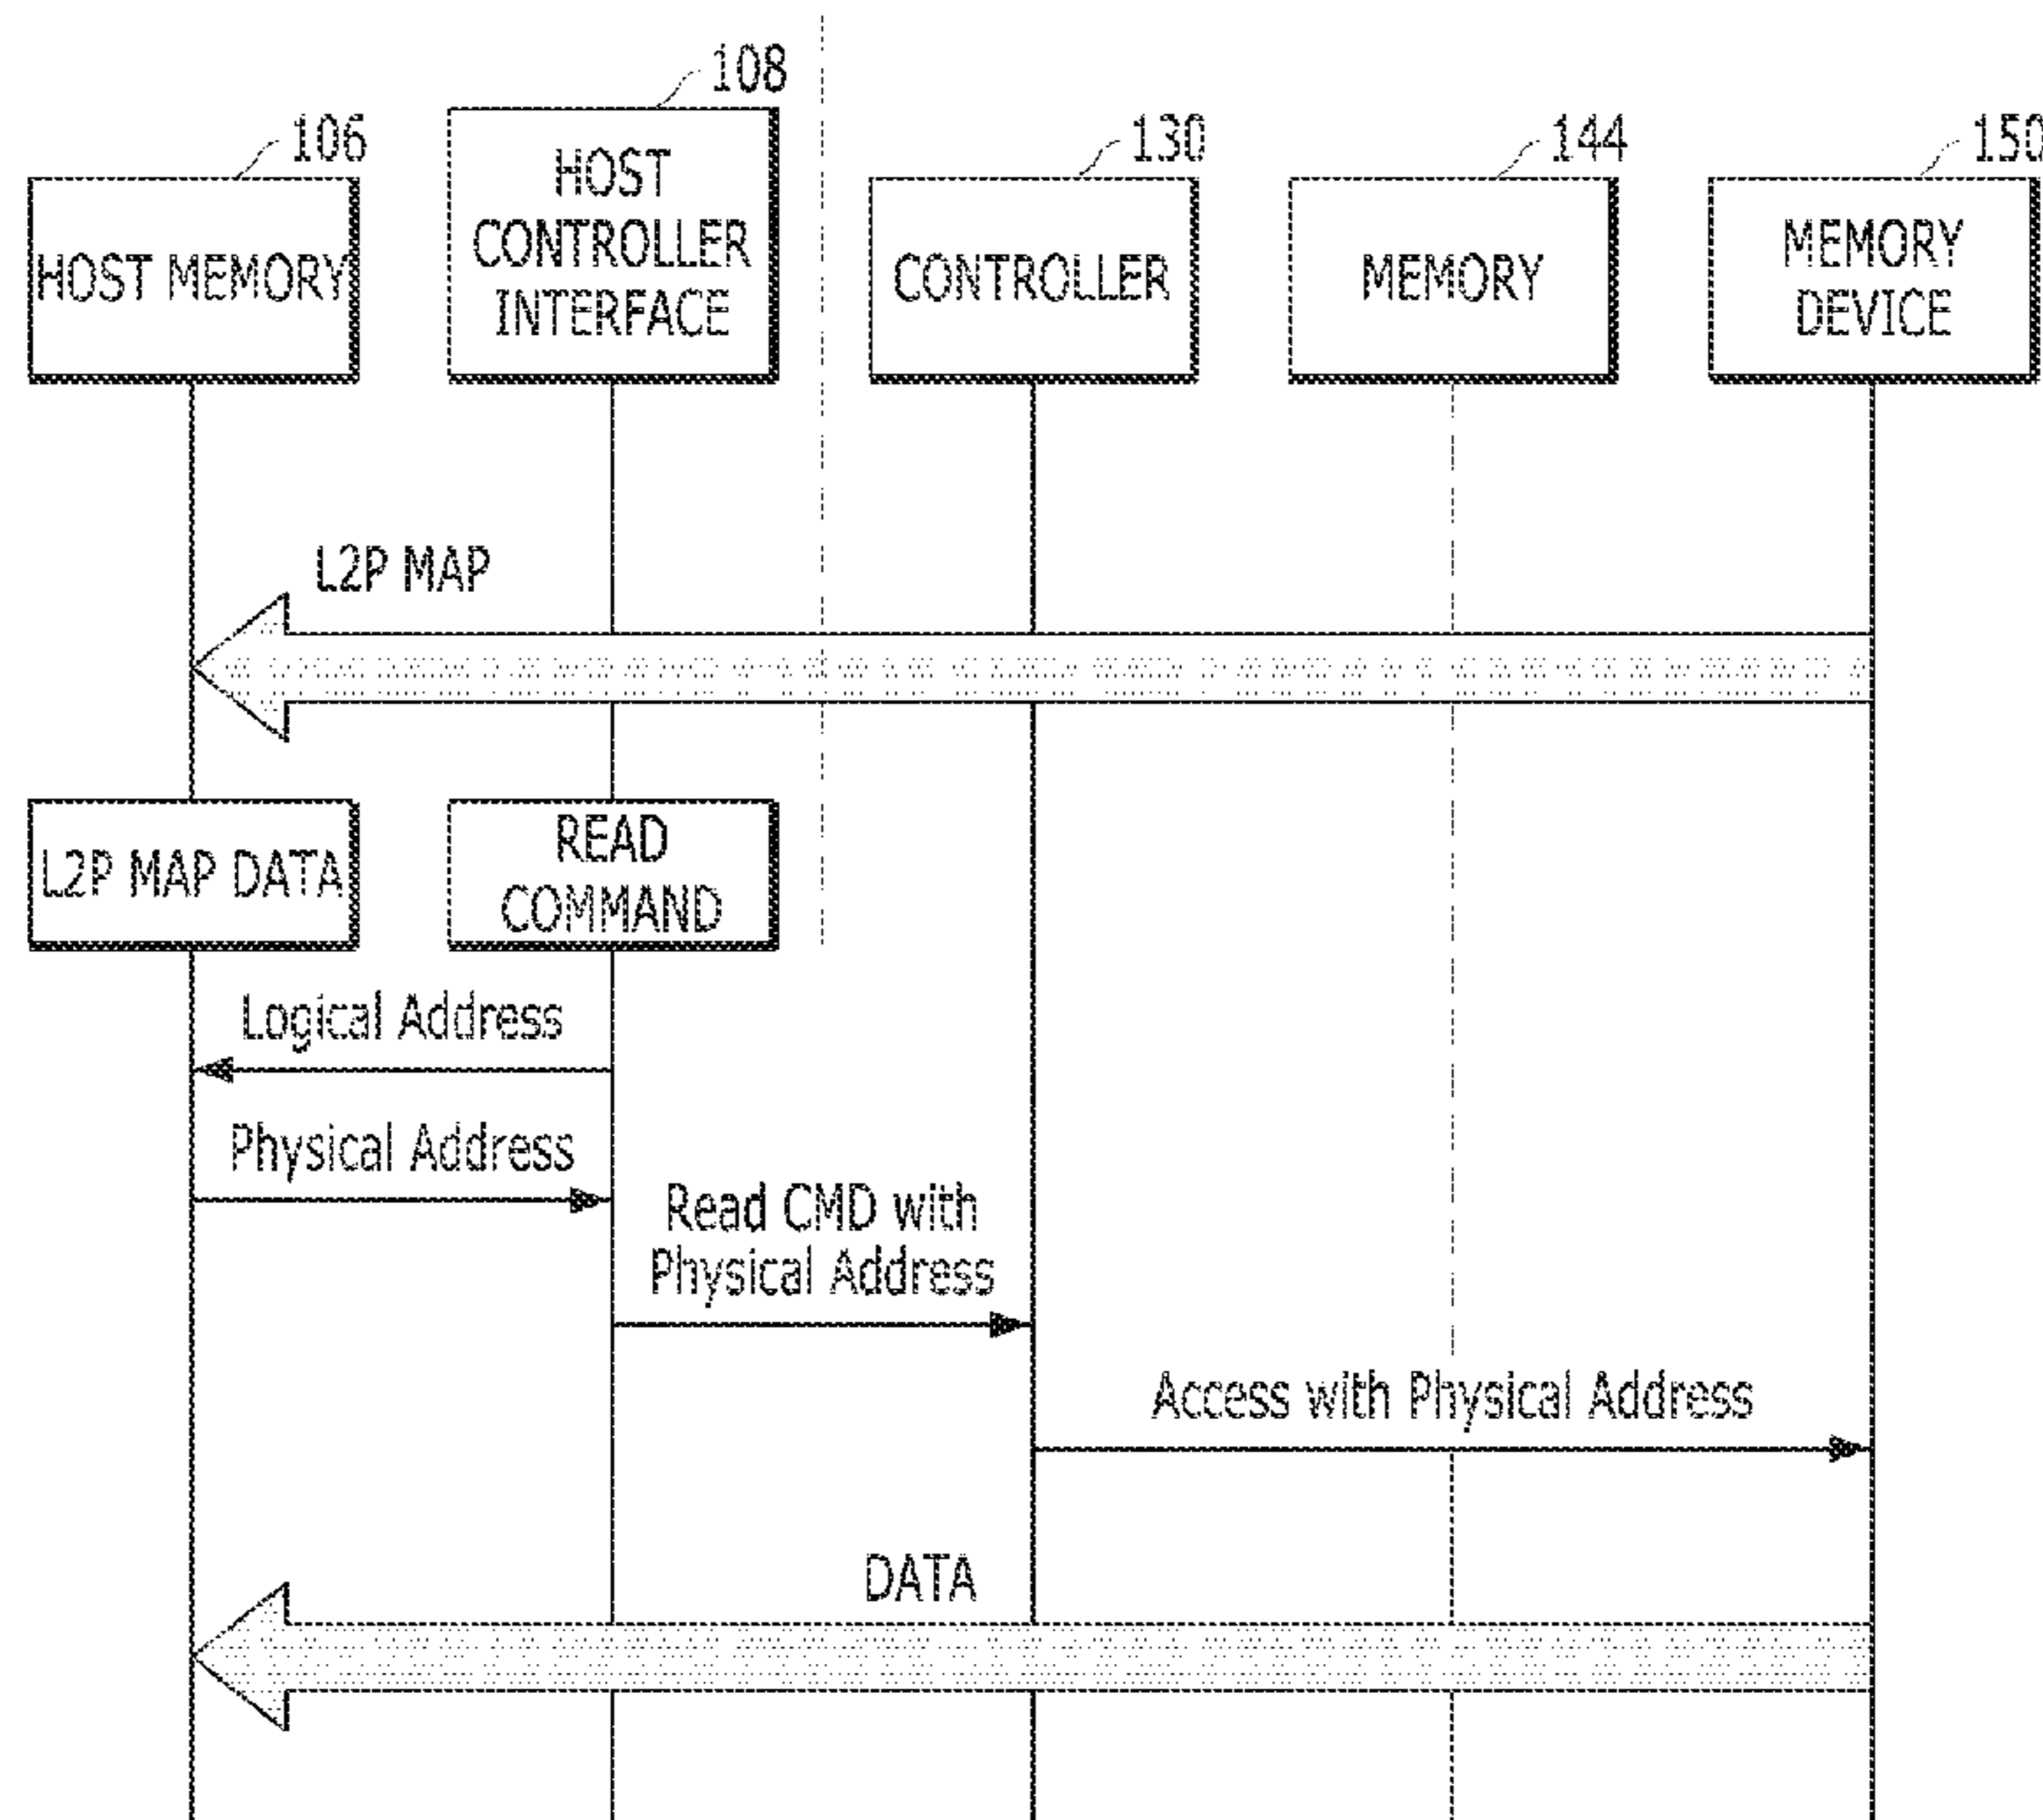 108
106
130
144
150
HOST MEMORY
HOST
CONTROLLER
INTERFACE
CONTROLLER
MEMORY
MEMORY
DEVICE
L2P MAP
L2P MAP DATA
READ
COMMAND
Logical Address
Physical Address
Read CMD with
Physical Address
Access with Physical Address
DATA